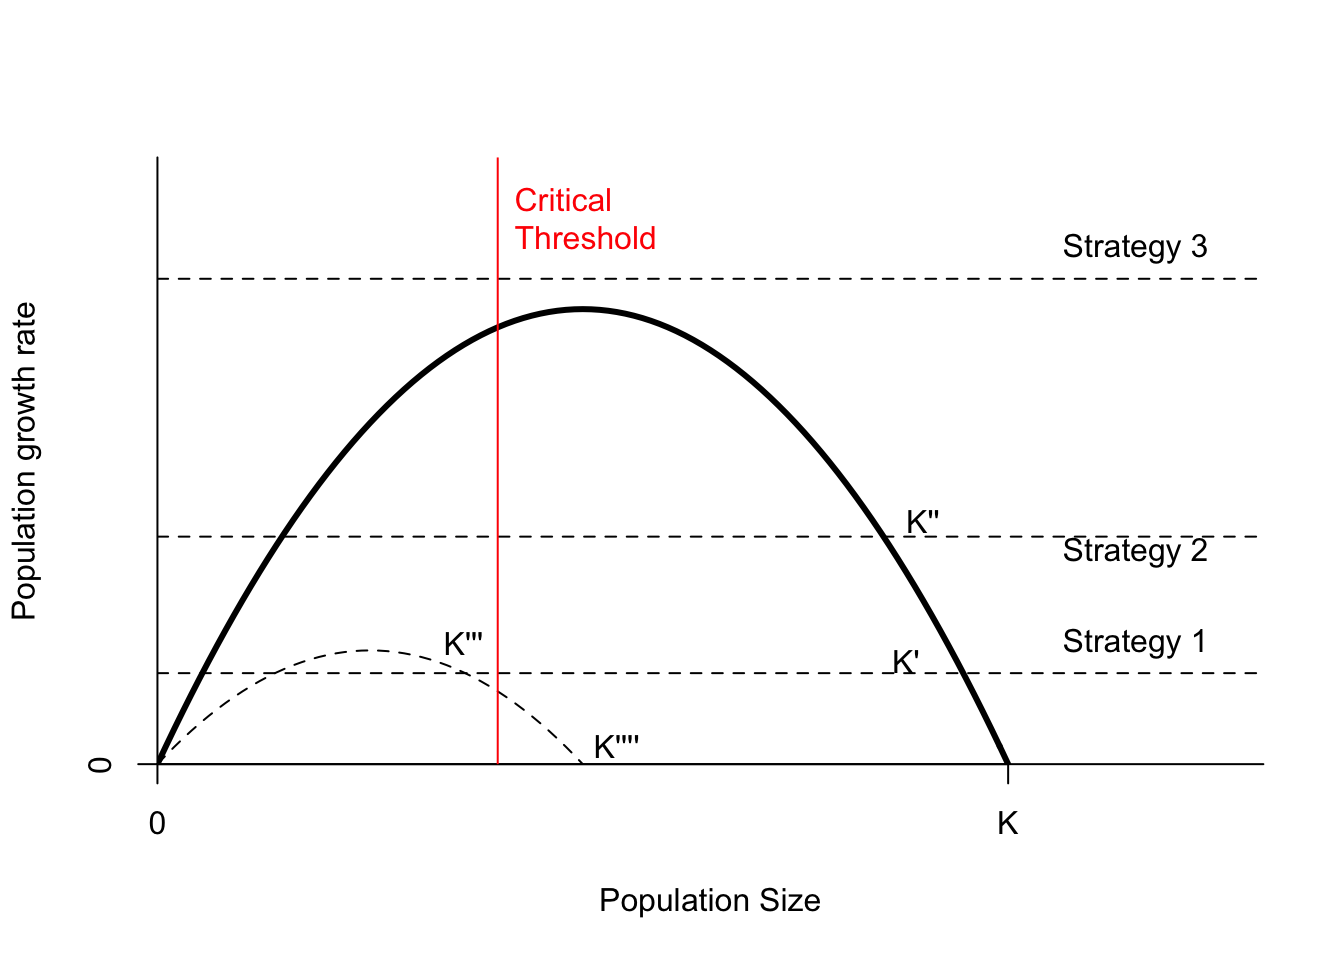 Critical
Threshold
Strategy 3
Population growth rate
K''
Strategy 2
Strategy 1
K'''
K'
K''''
0
0
K
Population Size